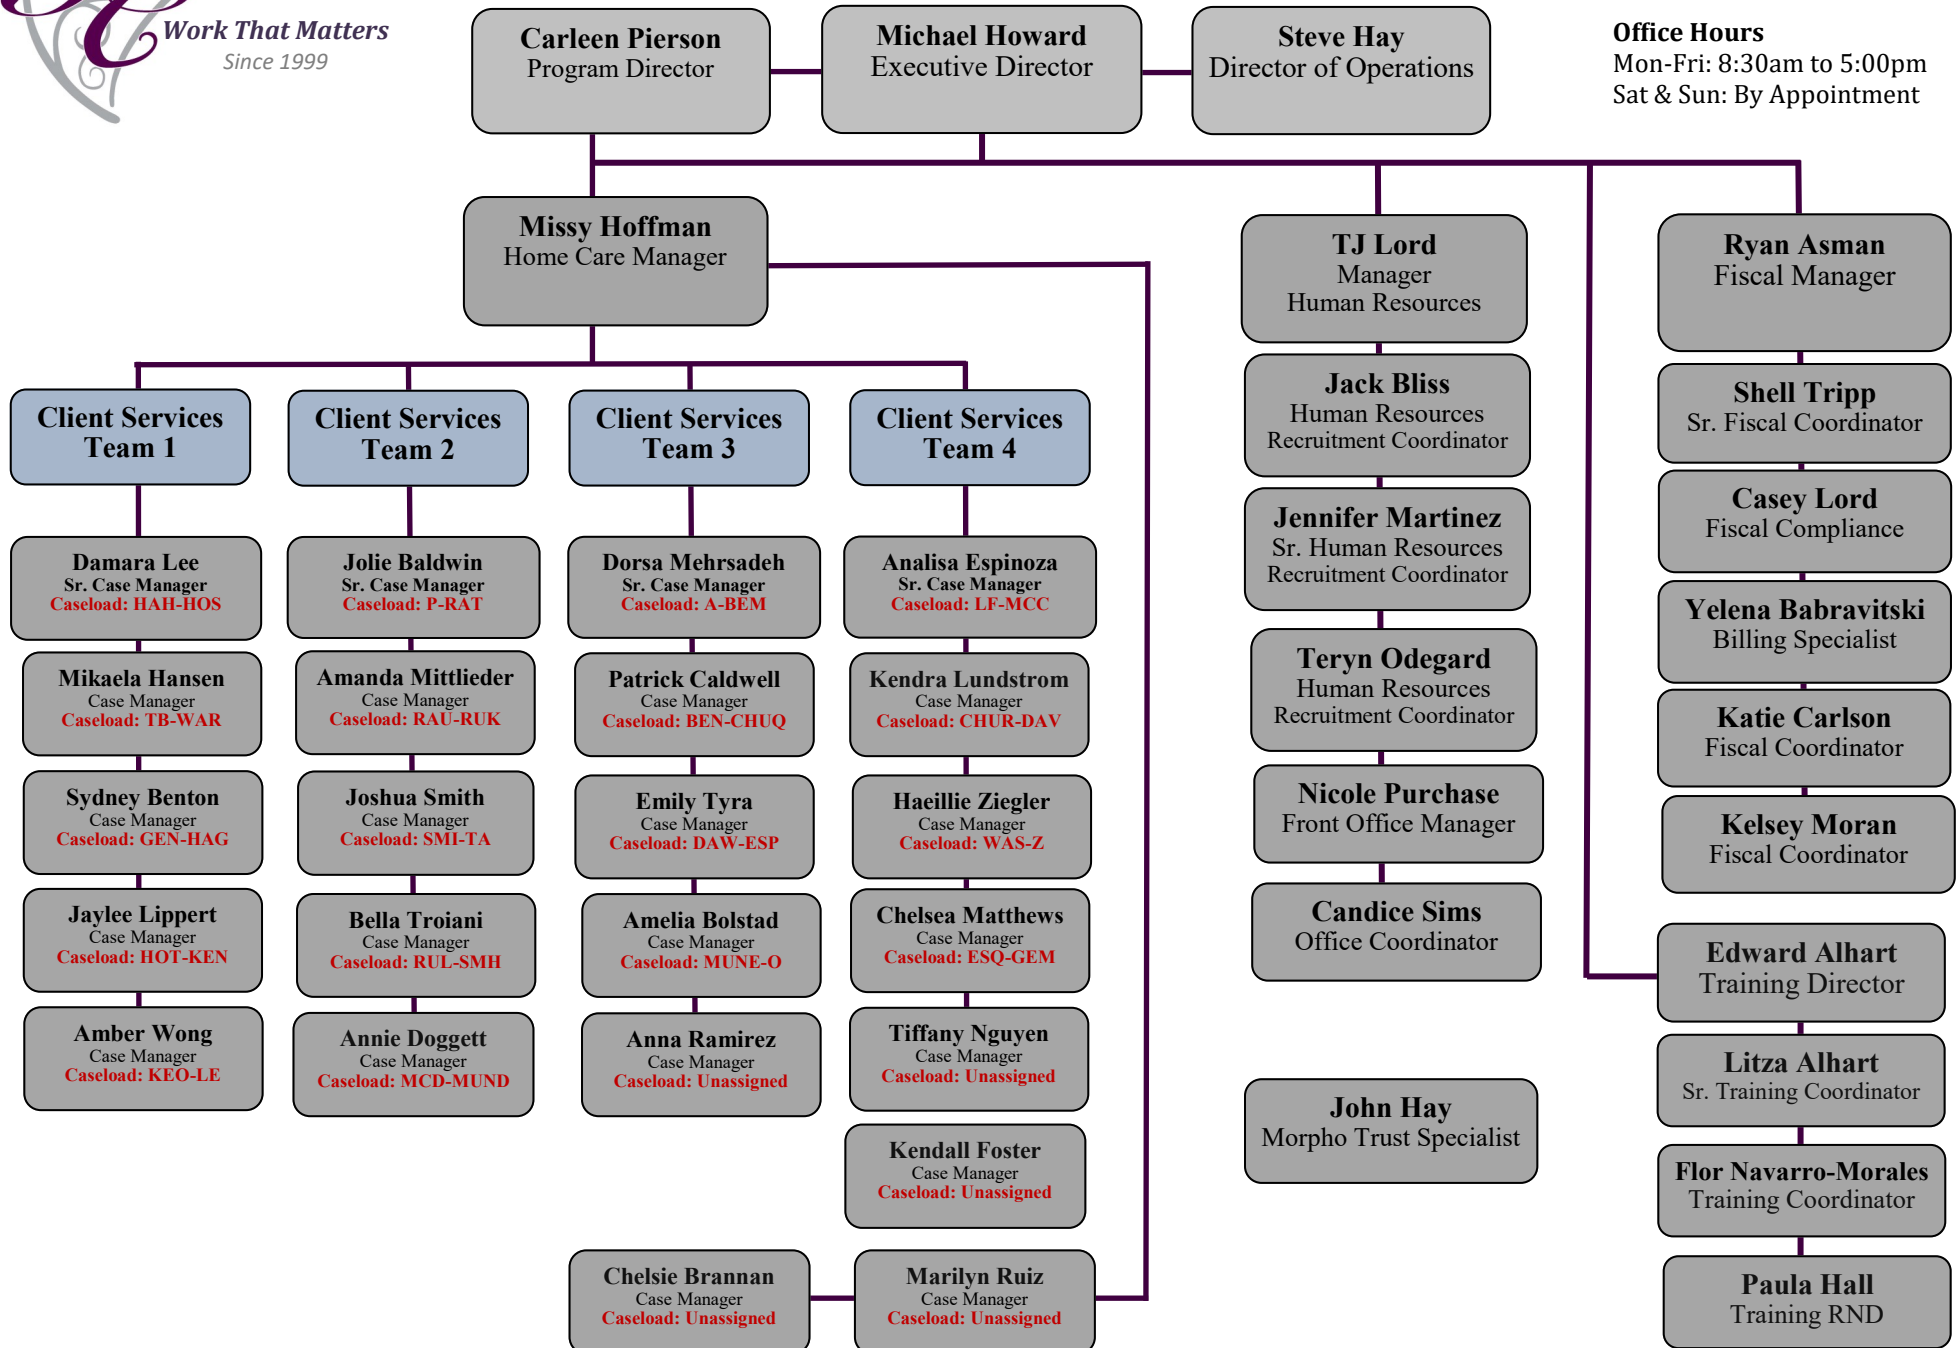 Work That Matters
Since 1999
Carleen Pierson
Program Director
Michael Howard
Executive Director
Steve Hay
Director of Operations
Office Hours
Mon-Fri: 8:30am to 5:00pm
Sat & Sun: By Appointment
Missy Hoffman
Home Care Manager
Client Services
Team 1
Damara Lee
Sr. Case Manager
Caseload: HAH-HOS
Mikaela Hansen
Case Manager
Caseload: TB-WAR
Sydney Benton
Case Manager
Caseload: GEN-HAG
Jaylee Lippert
Case Manager
Caseload: HOT-KEN
Amber Wong
Case Manager
Caseload: KEO-LE
Client Services
Team 2
Jolie Baldwin
Sr. Case Manager
Caseload: P-RAT
Amanda Mittlieder
Case Manager
Caseload: RAU-RUK
Joshua Smith
Case Manager
Caseload: SMI-TA
Bella Troiani
Case Manager
Caseload: RUL-SMH
Annie Doggett
Case Manager
Caseload: MCD-MUND
Client Services
Team 3
Dorsa Mehrsadeh
Sr. Case Manager
Caseload: A-BEM
Patrick Caldwell
Case Manager
Caseload: BEN-CHUQ
Emily Tyra
Case Manager
Caseload: DAW-ESP
Amelia Bolstad
Case Manager
Caseload: MUNE-O
Anna Ramirez
Case Manager
Caseload: Unassigned
Client Services
Team 4
Analisa Espinoza
Sr. Case Manager
Caseload: LF-MCC
Kendra Lundstrom
Case Manager
Caseload: CHUR-DAV
Haeillie Ziegler
Case Manager
Caseload: WAS-Z
Chelsea Matthews
Case Manager
Caseload: ESQ-GEM
Tiffany Nguyen
Case Manager
Caseload: Unassigned
Kendall Foster
Case Manager
Caseload: Unassigned
Chelsie Brannan
Case Manager
Caseload: Unassigned
Marilyn Ruiz
Case Manager
Caseload: Unassigned
TJ Lord
Manager
Human Resources
Jack Bliss
Human Resources
Recruitment Coordinator
Jennifer Martinez
Sr. Human Resources
Recruitment Coordinator
Teryn Odegard
Human Resources
Recruitment Coordinator
Nicole Purchase
Front Office Manager
Candice Sims
Office Coordinator
John Hay
Morpho Trust Specialist
Ryan Asman
Fiscal Manager
Shell Tripp
Sr. Fiscal Coordinator
Casey Lord
Fiscal Compliance
Yelena Babravitski
Billing Specialist
Katie Carlson
Fiscal Coordinator
Kelsey Moran
Fiscal Coordinator
Edward Alhart
Training Director
Litza Alhart
Sr. Training Coordinator
Flor Navarro-Morales
Training Coordinator
Paula Hall
Training RND